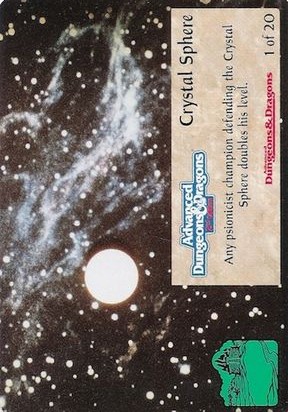 Crystal Sphere
Advanced
Dungeons & Dragons
Any psionicist champion defending the Crystal
Sphere doubles his level.
Advanced
Dungeons & Dragons
1 of 20